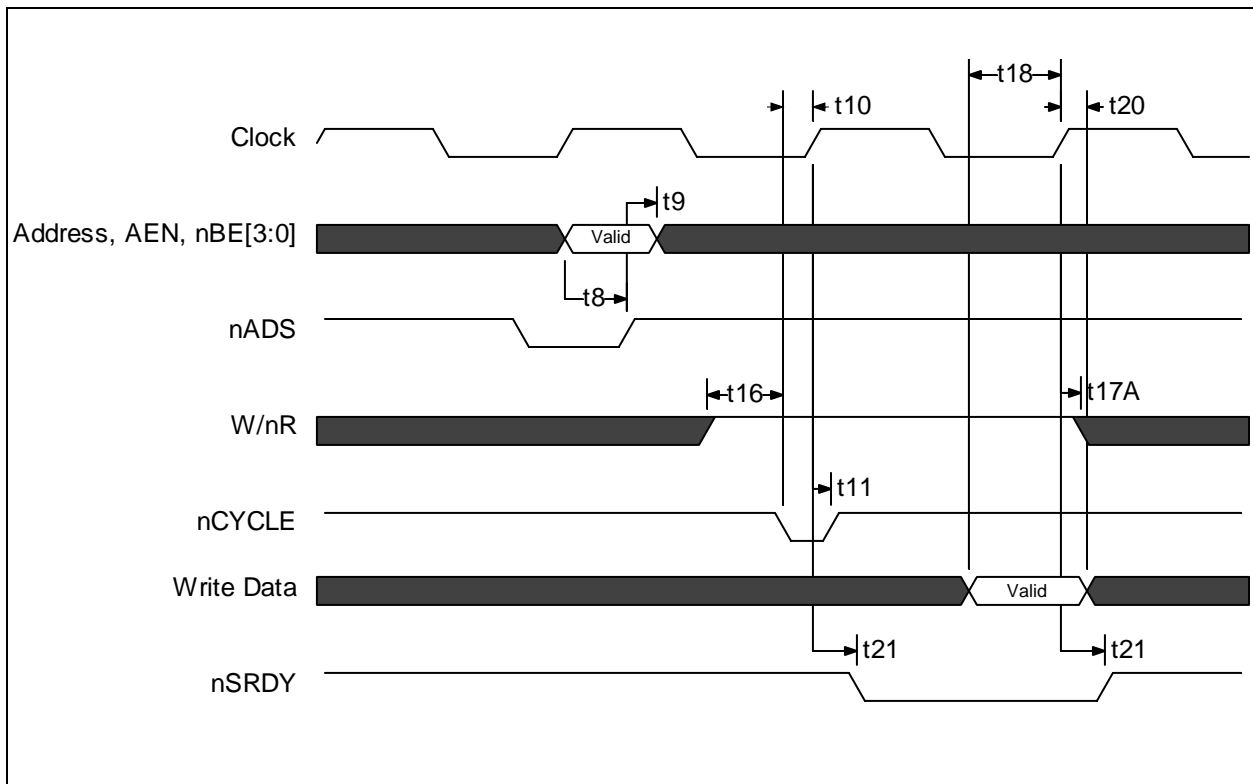 t18
t10
t20
Clock
t9
Address, AEN, nBE[3:0]
Valid
t8
nADS
t16
t17A
W/nR
t11
nCYCLE
Write Data
Valid
t21
t21
nSRDY